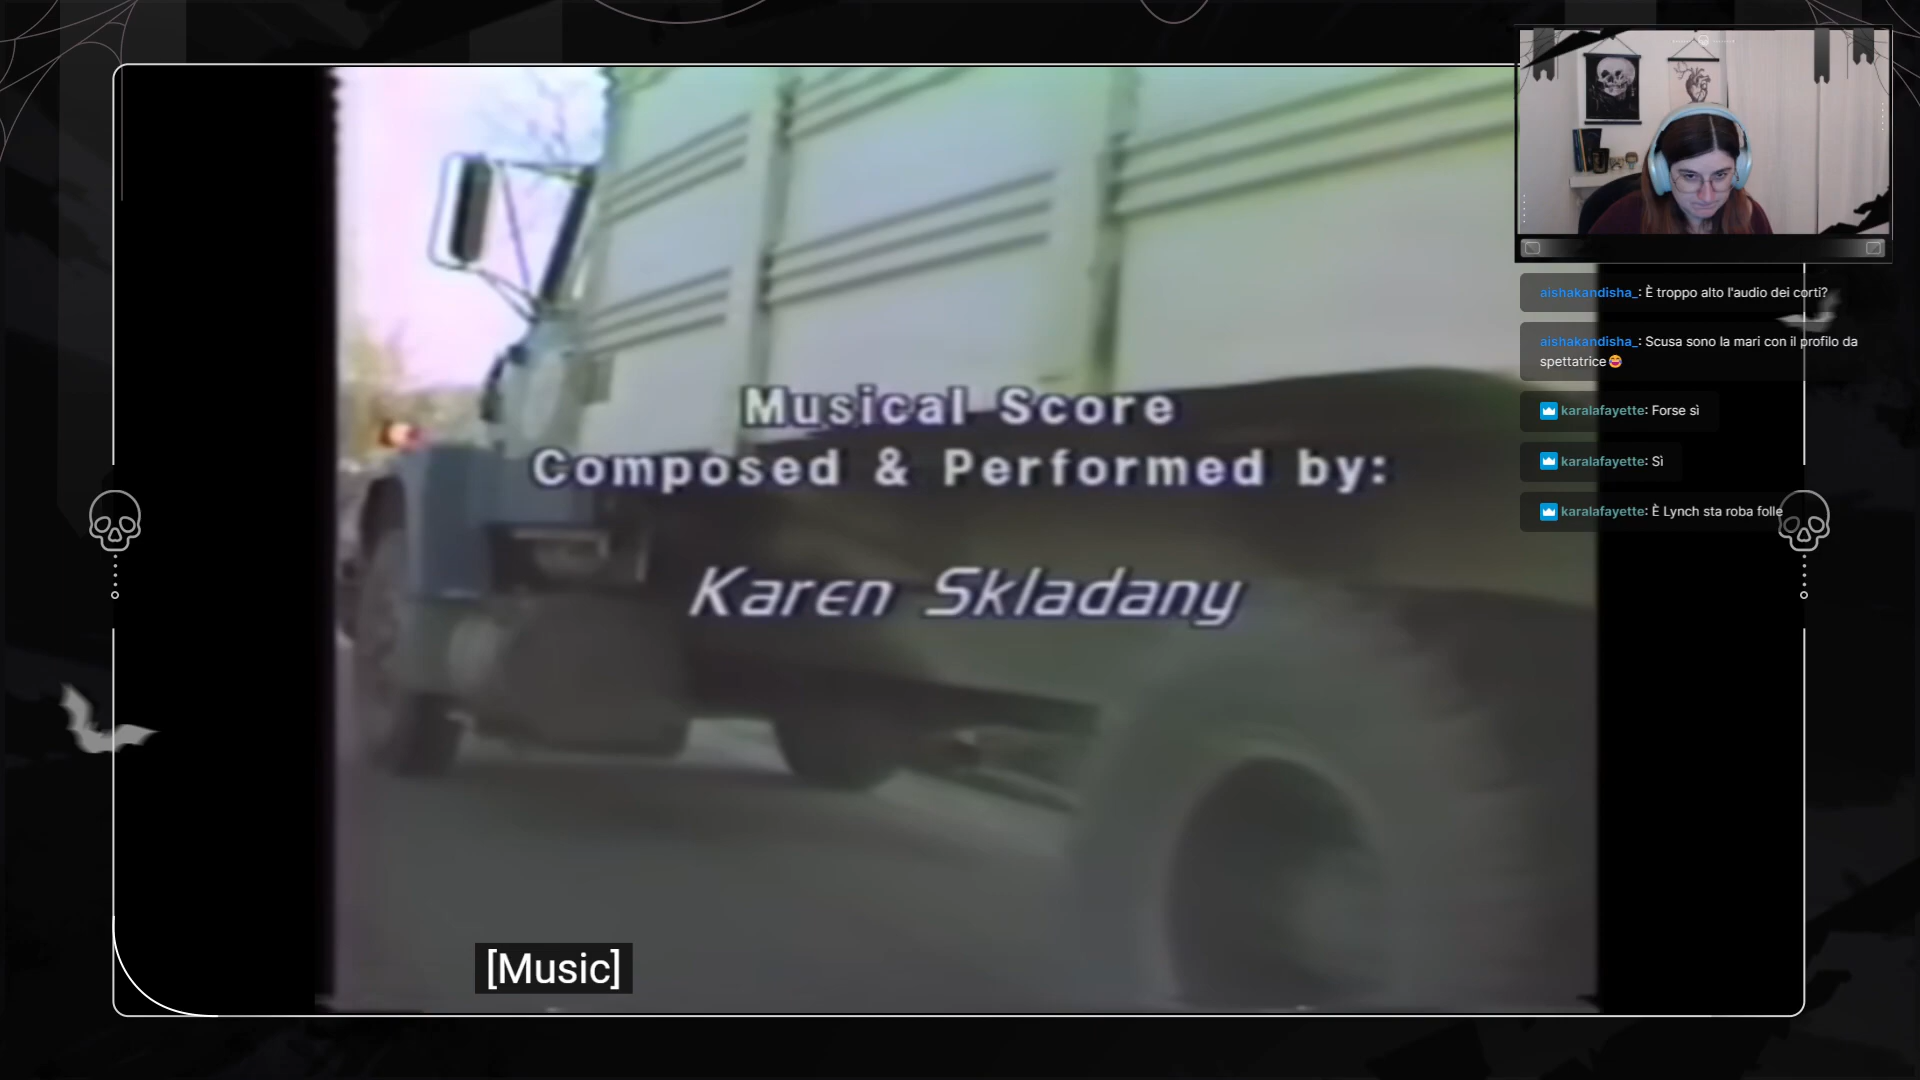 Musical Score
Composed & Performed by:
Karen Skladany
[Music]
aishakandisha_: È troppo alto l'audio dei corti?
aishakandisha_: Scusa sono la mari con il profilo da
spettatrice😄
karalafayette: Forse sì
karalafayette: Sì
karalafayette: È Lynch sta roba folle